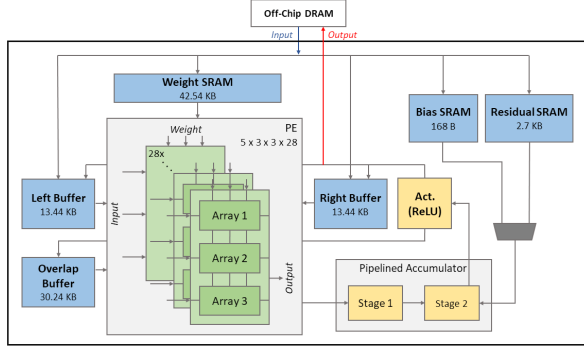 Off-Chip DRAM
Input
Output
Weight SRAM
42.54 KB
Bias SRAM
168 B
Residual SRAM
2.7 KB
Weight
PE
5 x 3 x 3 x 28
28x
Left Buffer
13.44 KB
Input
Array 1
Array 2
Array 3
Output
Right Buffer
13.44 KB
Act.
(ReLU)
Overlap
Buffer
30.24 KB
Pipelined Accumulator
Stage 1
Stage 2